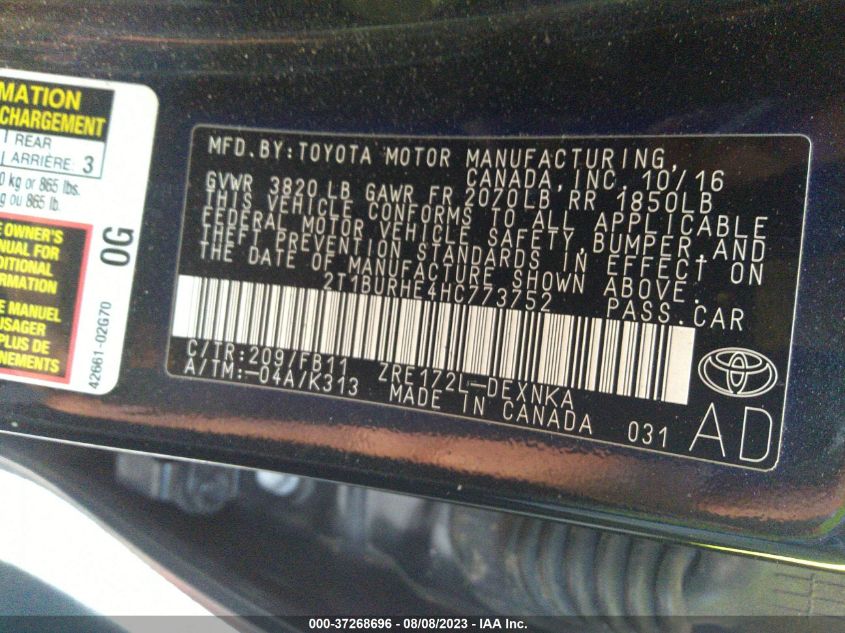 MATION
CHARGEMENT
REAR
ARRIÈRE 3
kg or 865 lbs.
ou 865 lb.
OWNER'S
NUAL FOR
DITIONAL
FORMATION
MANUEL
USAGER
PLUS DE
NEMENTS
0G
42661-02G70
MFD.BY:TOYOTA MOTOR MANUFACTURING,
CANADA, INC. 10/16
GVWR 3820 LB GAWR FR 2070LB RR 1850LB
THIS VEHICLE CONFORMS TO ALL APPLICABLE
FEDERAL MOTOR VEHICLE SAFETY,BUMPER,AND
THEFT PREVENTION STANDARDS IN EFFECT ON
THE DATE OF MANUFACTURE SHOWN ABOVE.
2T1BURHE4HC773752 PASS.CAR
C/TR:209/FB11 ZRE172L-DEXNKA
A/TM:-04A/K313 MADE IN CANADA
031 AD
000-37268696 - 08/08/2023 - IAA Inc.